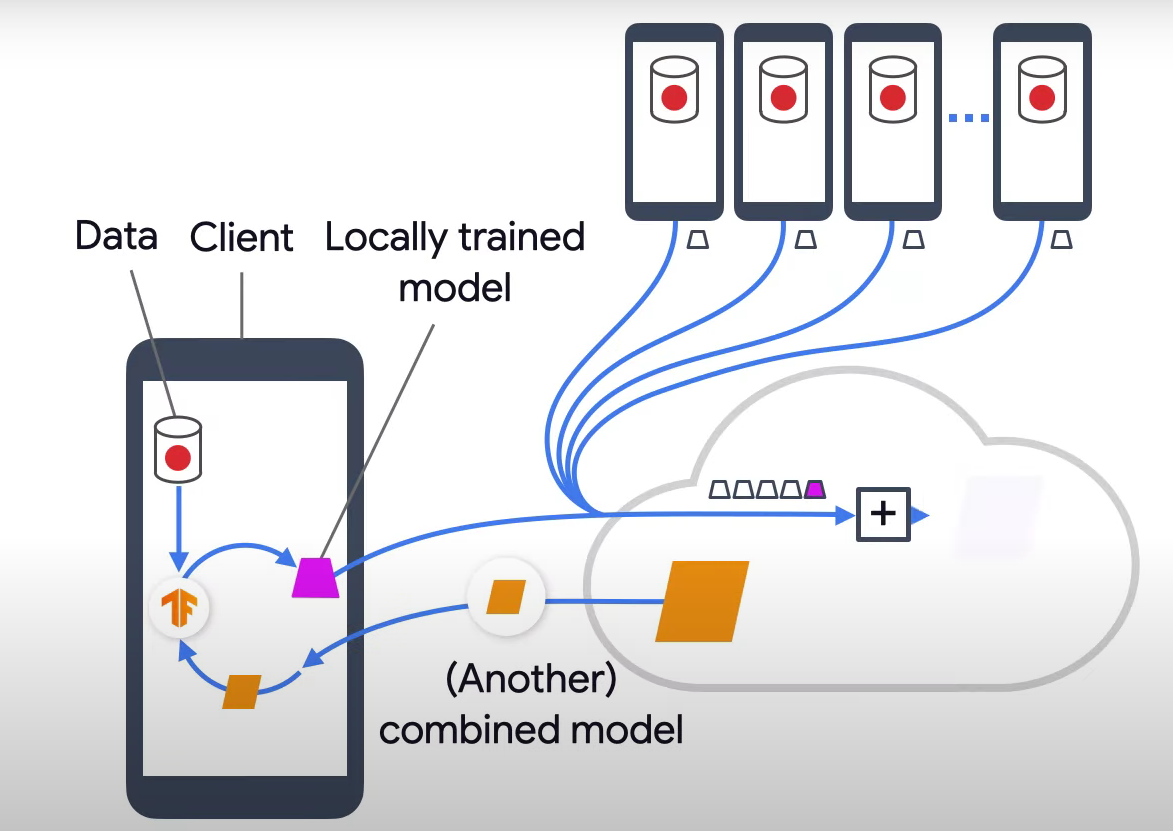 Data
Client
Locally trained
model
+
(Another)
combined model